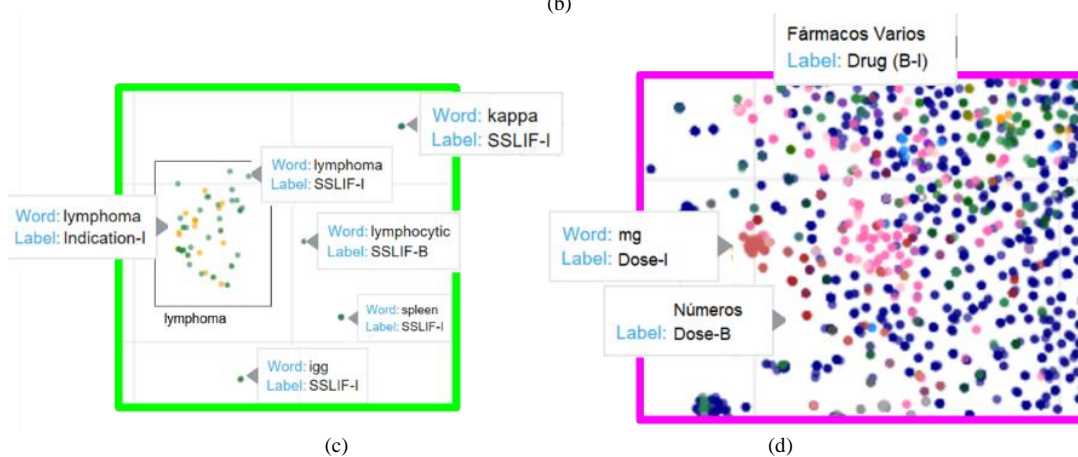 (b)
Word: kappa
Label: SSLIF-I
Word: lymphoma
Label: SSLIF-I
Word: lymphoma
Label: Indication-I
Word: lymphocytic
Label: SSLIF-B
Word: spleen
Label: SSLIF-I
lymphoma
Word: igg
Label: SSLIF-I
(c)
Fármacos Varios
Label: Drug (B-I)
Word: mg
Label: Dose-I
Números
Label: Dose-B
(d)